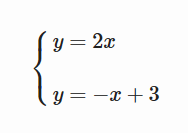 y = 2x
y = −x + 3